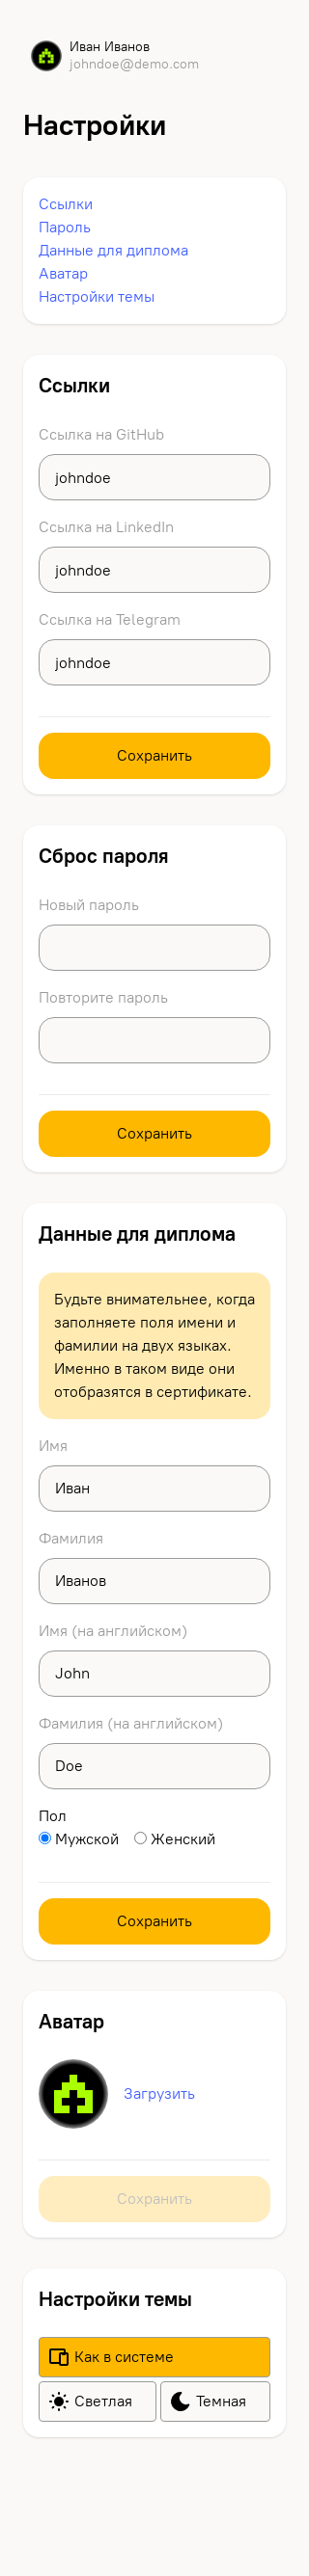 Иван Иванов
johndoe@demo.com
Настройки
Ссылки
Пароль
Данные для диплома
Аватар
Настройки темы
Ссылки
Ссылка на GitHub
johndoe
Ссылка на LinkedIn
johndoe
Ссылка на Telegram
johndoe
Сохранить
Сброс пароля
Новый пароль
Повторите пароль
Сохранить
Данные для диплома
Будьте внимательнее, когда
заполняете поля имени и
фамилии на двух языках.
Именно в таком виде они
отобразятся в сертификате.
Имя
Иван
Фамилия
Иванов
Имя (на английском)
John
Фамилия (на английском)
Doe
Пол
Мужской Женский
Сохранить
Аватар
Загрузить
Сохранить
Настройки темы
Как в системе
Светлая Темная